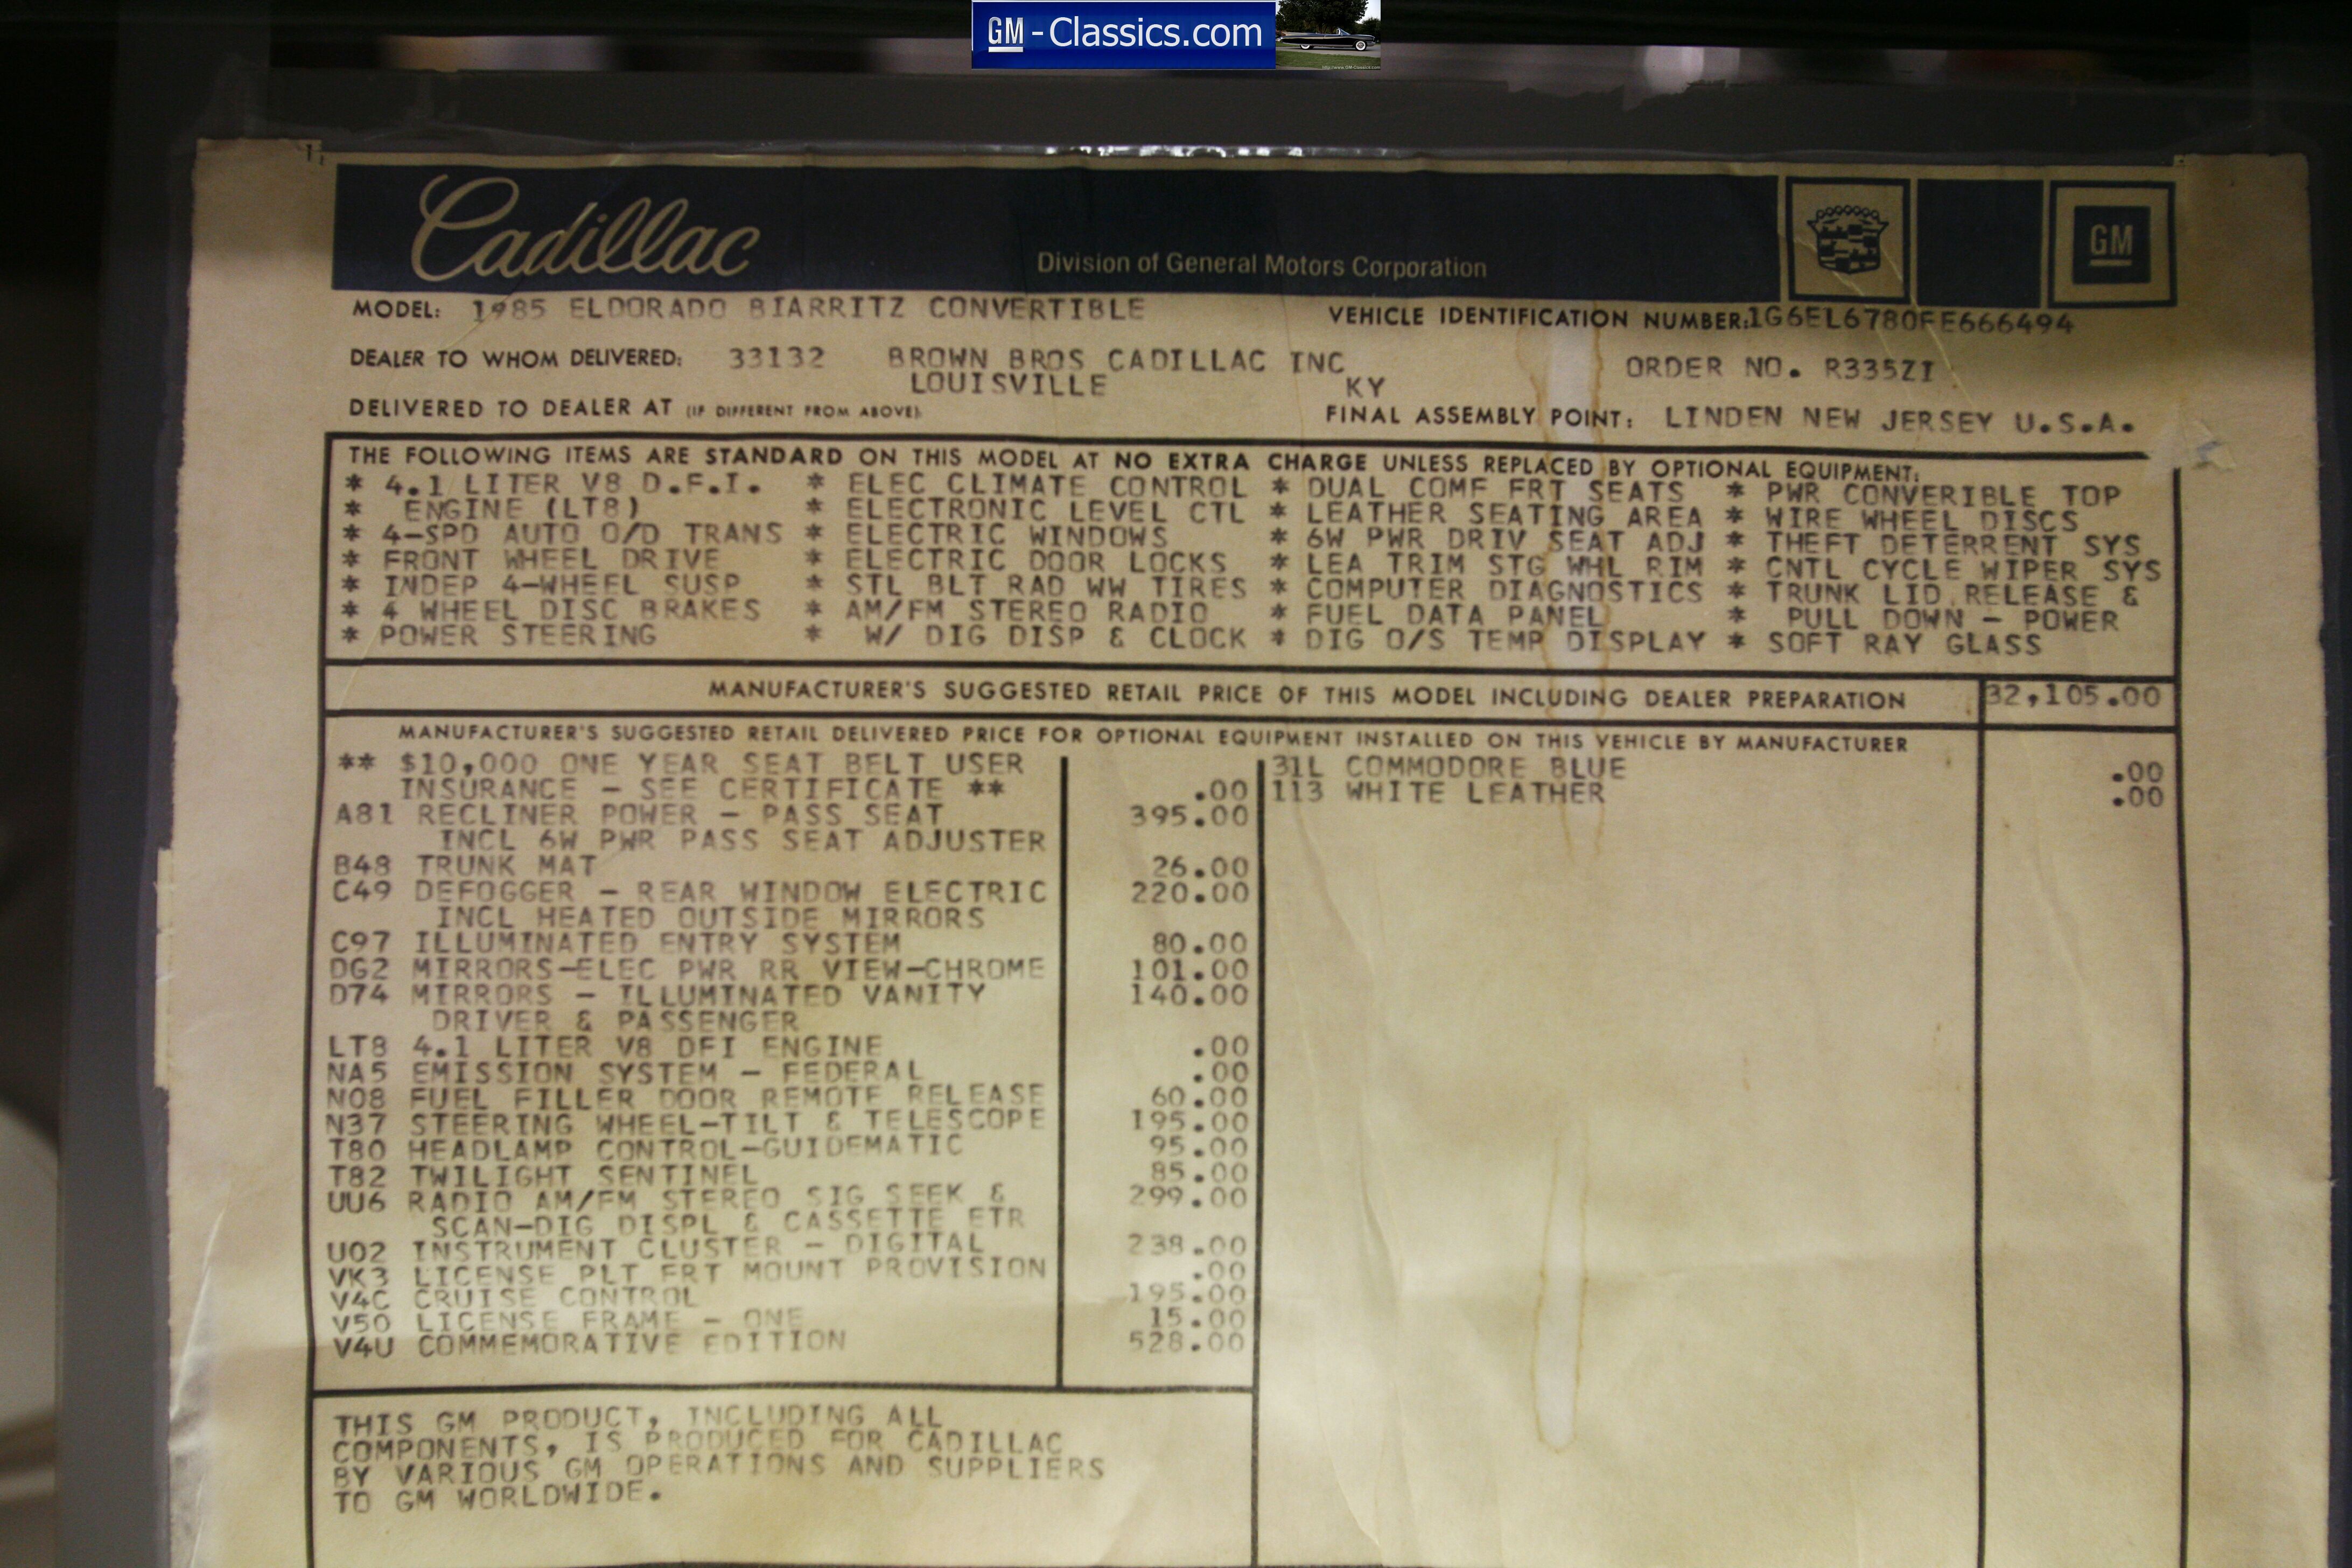 GM - Classics.com
Cadillac
Division of General Motors Corporation
GM
MODEL: 1985 ELDORADO BIARRITZ CONVERTIBLE
VEHICLE IDENTIFICATION NUMBER: 1G6EL6780FE666494
DEALER TO WHOM DELIVERED: 33132 BROWN BROS CADILLAC INC
LOUISVILLE KY
ORDER NO. R335ZI
DELIVERED TO DEALER AT (IF DIFFERENT FROM ABOVE):
FINAL ASSEMBLY POINT: LINDEN NEW JERSEY U.S.A.
THE FOLLOWING ITEMS ARE STANDARD ON THIS MODEL AT NO EXTRA CHARGE UNLESS REPLACED BY OPTIONAL EQUIPMENT:
* 4.1 LITER V8 D.F.I. * ELEC CLIMATE CONTROL * DUAL COMF FRT SEATS * PWR CONVERIBLE TOP
* ENGINE (LT8) * ELECTRONIC LEVEL CTL * LEATHER SEATING AREA * WIRE WHEEL DISCS
* 4-SPD AUTO O/D TRANS * ELECTRIC WINDOWS * 6W PWR DRIV SEAT ADJ * THEFT DETERRENT SYS
* FRONT WHEEL DRIVE * ELECTRIC DOOR LOCKS * LEA TRIM STG WHL RIM * CNTL CYCLE WIPER SYS
* INDEP 4-WHEEL SUSP * STL BLT RAD WW TIRES * COMPUTER DIAGNOSTICS * TRUNK LID RELEASE &
* 4 WHEEL DISC BRAKES * AM/FM STEREO RADIO * FUEL DATA PANEL * PULL DOWN - POWER
* POWER STEERING * W/ DIG DISP & CLOCK * DIG O/S TEMP DISPLAY * SOFT RAY GLASS
MANUFACTURER'S SUGGESTED RETAIL PRICE OF THIS MODEL INCLUDING DEALER PREPARATION 32,105.00
MANUFACTURER'S SUGGESTED RETAIL DELIVERED PRICE FOR OPTIONAL EQUIPMENT INSTALLED ON THIS VEHICLE BY MANUFACTURER
** $10,000 ONE YEAR SEAT BELT USER
INSURANCE - SEE CERTIFICATE ** .00
A81 RECLINER POWER - PASS SEAT 395.00
INCL 6W PWR PASS SEAT ADJUSTER
B48 TRUNK MAT 26.00
C49 DEFOGGER - REAR WINDOW ELECTRIC 220.00
INCL HEATED OUTSIDE MIRRORS
C97 ILLUMINATED ENTRY SYSTEM 80.00
DG2 MIRRORS-ELEC PWR RR VIEW-CHROME 101.00
D74 MIRRORS - ILLUMINATED VANITY 140.00
DRIVER & PASSENGER
LT8 4.1 LITER V8 DFI ENGINE .00
NA5 EMISSION SYSTEM - FEDERAL .00
N08 FUEL FILLER DOOR REMOTE RELEASE 60.00
N37 STEERING WHEEL-TILT & TELESCOPE 195.00
T80 HEADLAMP CONTROL-GUIDEMATIC 95.00
T82 TWILIGHT SENTINEL 85.00
UU6 RADIO AM/FM STEREO SIG SEEK & 299.00
SCAN-DIG DISPL & CASSETTE ETR
U02 INSTRUMENT CLUSTER - DIGITAL 238.00
VK3 LICENSE PLT FRT MOUNT PROVISION .00
V4C CRUISE CONTROL 195.00
V50 LICENSE FRAME - ONE 15.00
V4U COMMEMORATIVE EDITION 528.00
31L COMMODORE BLUE .00
113 WHITE LEATHER .00
THIS GM PRODUCT, INCLUDING ALL
COMPONENTS, IS PRODUCED FOR CADILLAC
BY VARIOUS GM OPERATIONS AND SUPPLIERS
TO GM WORLDWIDE.